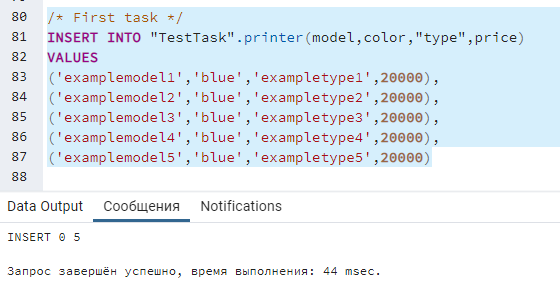 80 /* First task */
81 INSERT INTO "TestTask".printer(model,color,"type",price)
82 VALUES
83 ('examplemodel1','blue','exampletype1',20000),
84 ('examplemodel2','blue','exampletype2',20000),
85 ('examplemodel3','blue','exampletype3',20000),
86 ('examplemodel4','blue','exampletype4',20000),
87 ('examplemodel5','blue','exampletype5',20000)
88
Data Output Сообщения Notifications
INSERT 0 5
Запрос завершён успешно, время выполнения: 44 msec.